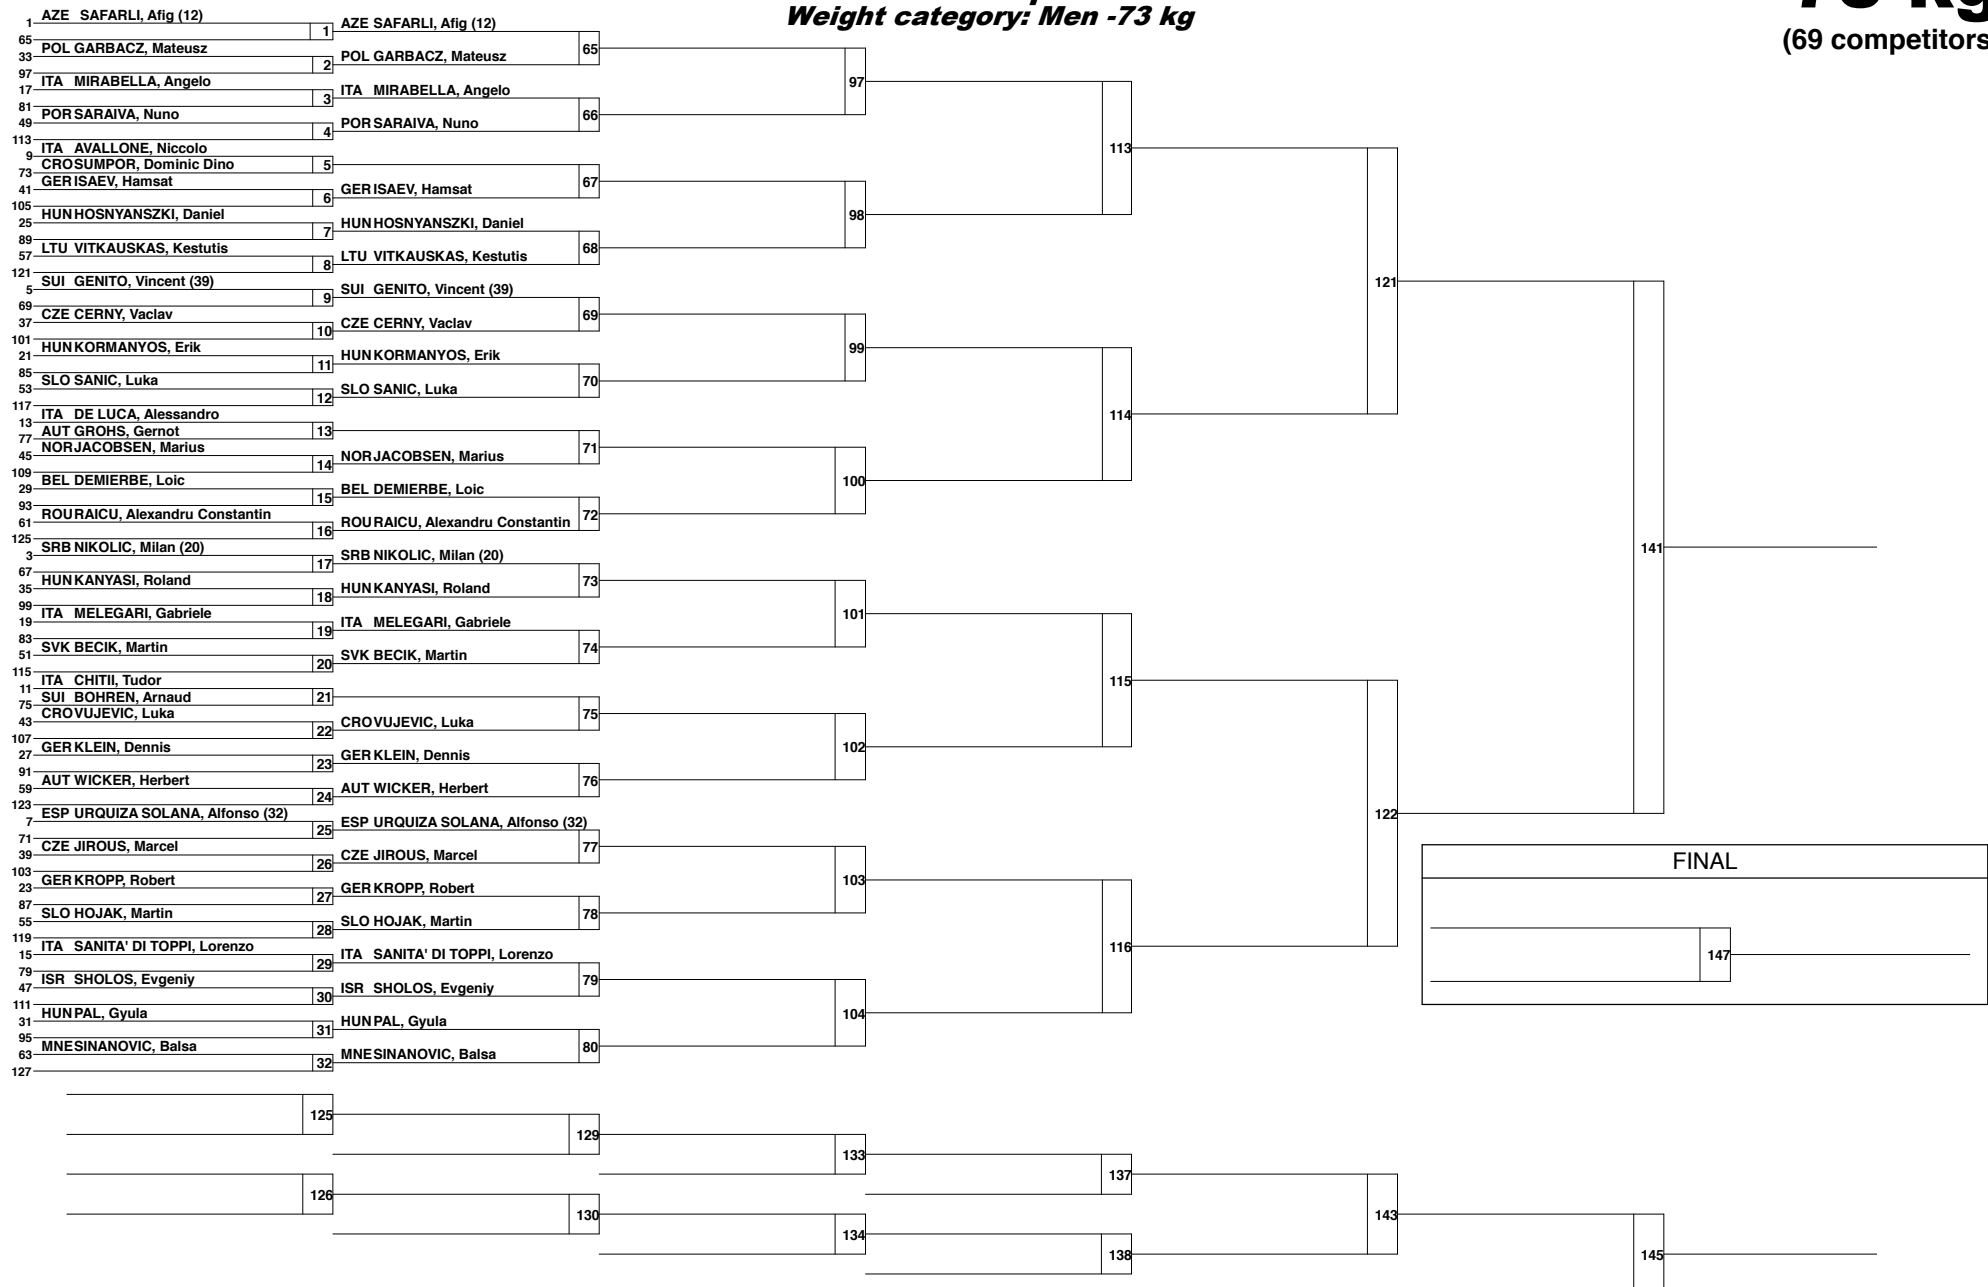 Weight category: Men -73 kg
(69 competitors
1 AZE SAFARLI, Afig (12)
65
1
33 POL GARBACZ, Mateusz
97
2
17 ITA MIRABELLA, Angelo
81
3
49 POR SARAIVA, Nuno
113
4
9 ITA AVALLONE, Niccolo
73 CRO SUMPOR, Dominic Dino
5
41 GER ISAEV, Hamsat
105
6
25 HUN HOSNYANSZKI, Daniel
89
7
57 LTU VITKAUSKAS, Kestutis
121
8
5 SUI GENITO, Vincent (39)
69
9
37 CZE CERNY, Vaclav
101
10
21 HUN KORMANYOS, Erik
85
11
53 SLO SANIC, Luka
117
12
13 ITA DE LUCA, Alessandro
77 AUT GROHS, Gernot
13
45 NOR JACOBSEN, Marius
109
14
29 BEL DEMIERBE, Loic
93
15
61 ROU RAICU, Alexandru Constantin
125
16
3 SRB NIKOLIC, Milan (20)
67
17
35 HUN KANYASI, Roland
99
18
19 ITA MELEGARI, Gabriele
83
19
51 SVK BECIK, Martin
115
20
11 ITA CHITII, Tudor
75 SUI BOHREN, Arnaud
21
43 CRO VUJEVIC, Luka
107
22
27 GER KLEIN, Dennis
91
23
59 AUT WICKER, Herbert
123
24
7 ESP URQUIZA SOLANA, Alfonso (32)
71
25
39 CZE JIROUS, Marcel
103
26
23 GER KROPP, Robert
87
27
55 SLO HOJAK, Martin
119
28
15 ITA SANITA' DI TOPPI, Lorenzo
79
29
47 ISR SHOLOS, Evgeniy
111
30
31 HUN PAL, Gyula
95
31
63 MNE SINANOVIC, Balsa
127
32
AZE SAFARLI, Afig (12)
65
POL GARBACZ, Mateusz
ITA MIRABELLA, Angelo
66
POR SARAIVA, Nuno
67
GER ISAEV, Hamsat
HUN HOSNYANSZKI, Daniel
68
LTU VITKAUSKAS, Kestutis
SUI GENITO, Vincent (39)
69
CZE CERNY, Vaclav
HUN KORMANYOS, Erik
70
SLO SANIC, Luka
71
NOR JACOBSEN, Marius
BEL DEMIERBE, Loic
72
ROU RAICU, Alexandru Constantin
SRB NIKOLIC, Milan (20)
73
HUN KANYASI, Roland
ITA MELEGARI, Gabriele
74
SVK BECIK, Martin
75
CRO VUJEVIC, Luka
GER KLEIN, Dennis
76
AUT WICKER, Herbert
ESP URQUIZA SOLANA, Alfonso (32)
77
CZE JIROUS, Marcel
GER KROPP, Robert
78
SLO HOJAK, Martin
ITA SANITA' DI TOPPI, Lorenzo
79
ISR SHOLOS, Evgeniy
HUN PAL, Gyula
80
MNE SINANOVIC, Balsa
97
98
99
100
101
102
103
104
113
114
115
116
121
122
141
FINAL
147
125
126
129
130
133
134
137
138
143
145